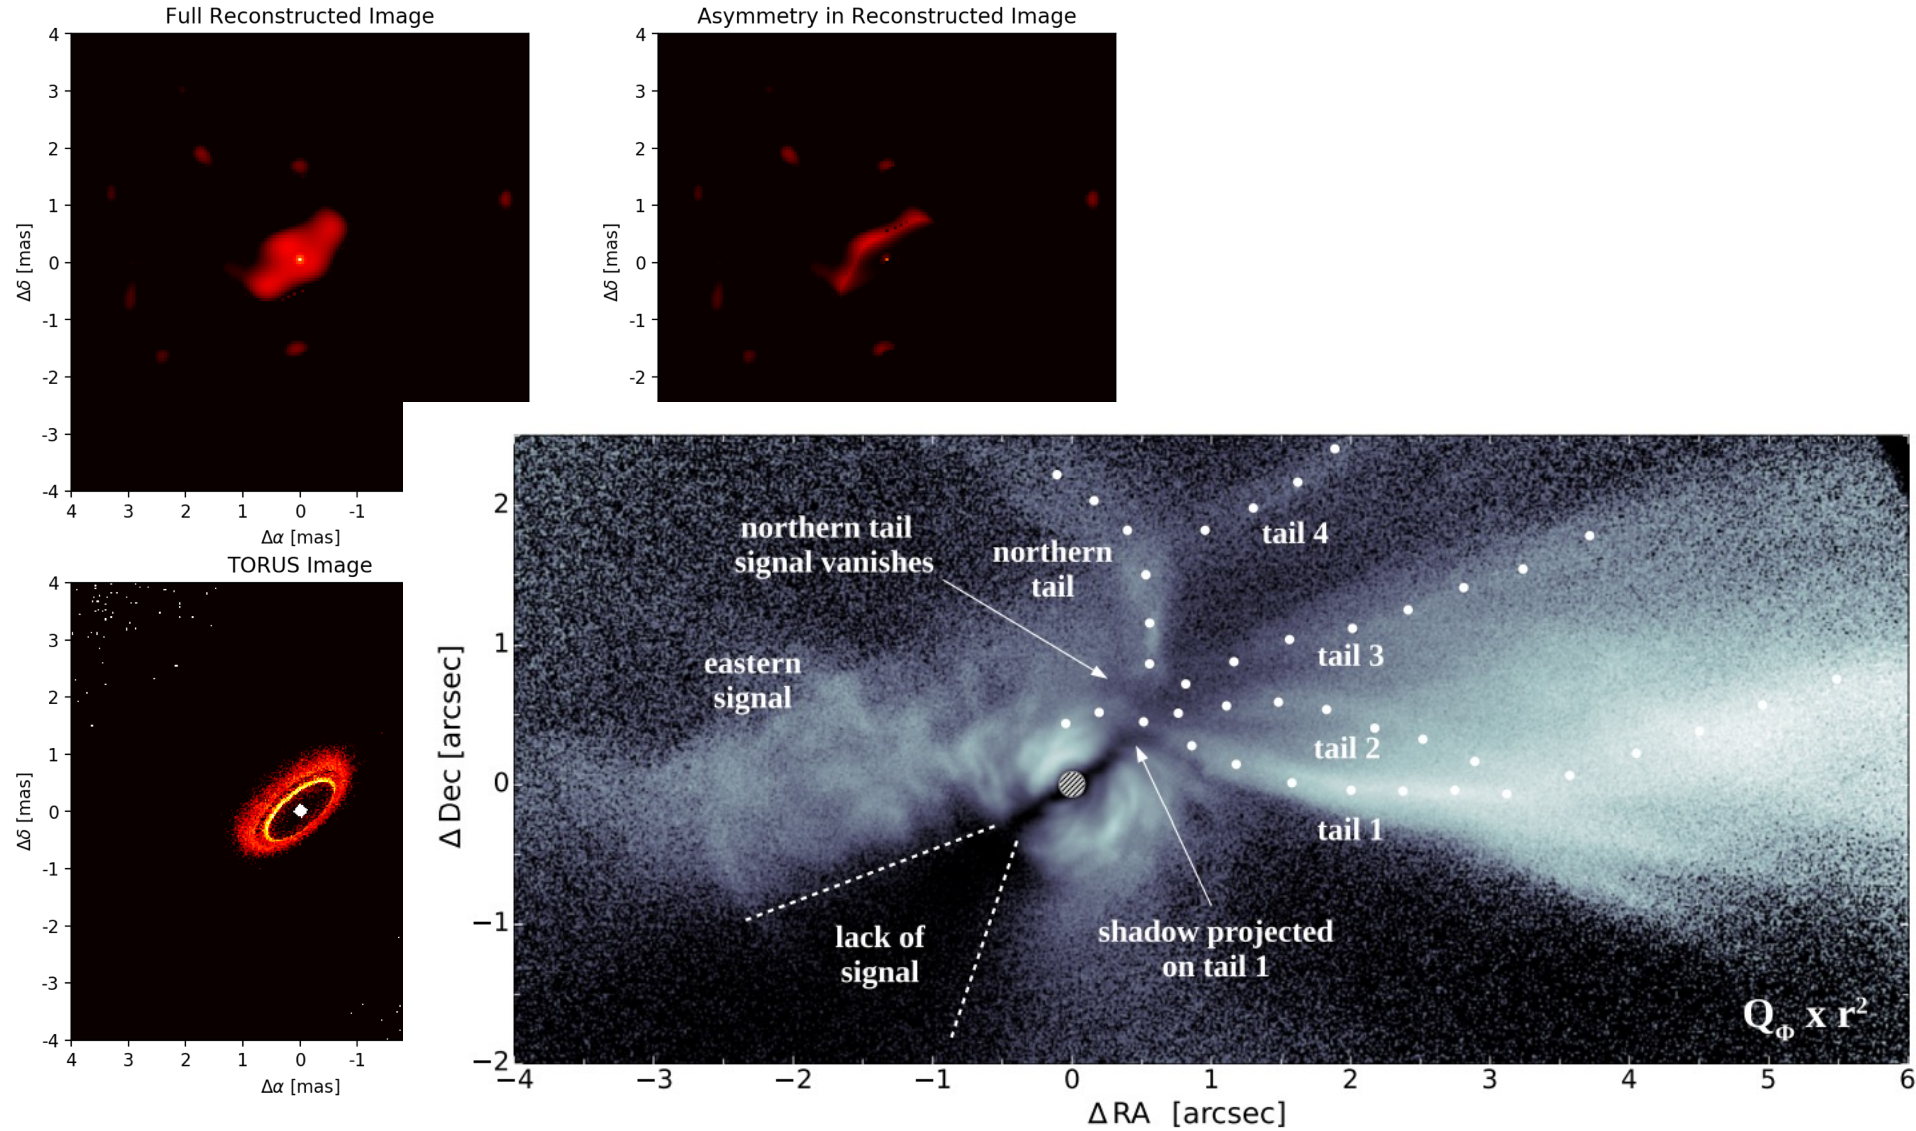 Full Reconstructed Image
4
3
2
1
0
-1
-2
-3
-4
Δδ [mas]
4 3 2 1 0 -1
Δα [mas]
Asymmetry in Reconstructed Image
4
3
2
1
0
-1
-2
Δδ [mas]
TORUS Image
4
3
2
1
0
-1
-2
-3
-4
Δδ [mas]
4 3 2 1 0 -1
Δα [mas]
2
1
0
−1
−2
Δ Dec [arcsec]
northern tail
signal vanishes
northern
tail
tail 4
eastern
signal
tail 3
tail 2
tail 1
lack of
signal
shadow projected
on tail 1
Q_Φ x r²
−4 −3 −2 −1 0 1 2 3 4 5 6
Δ RA [arcsec]